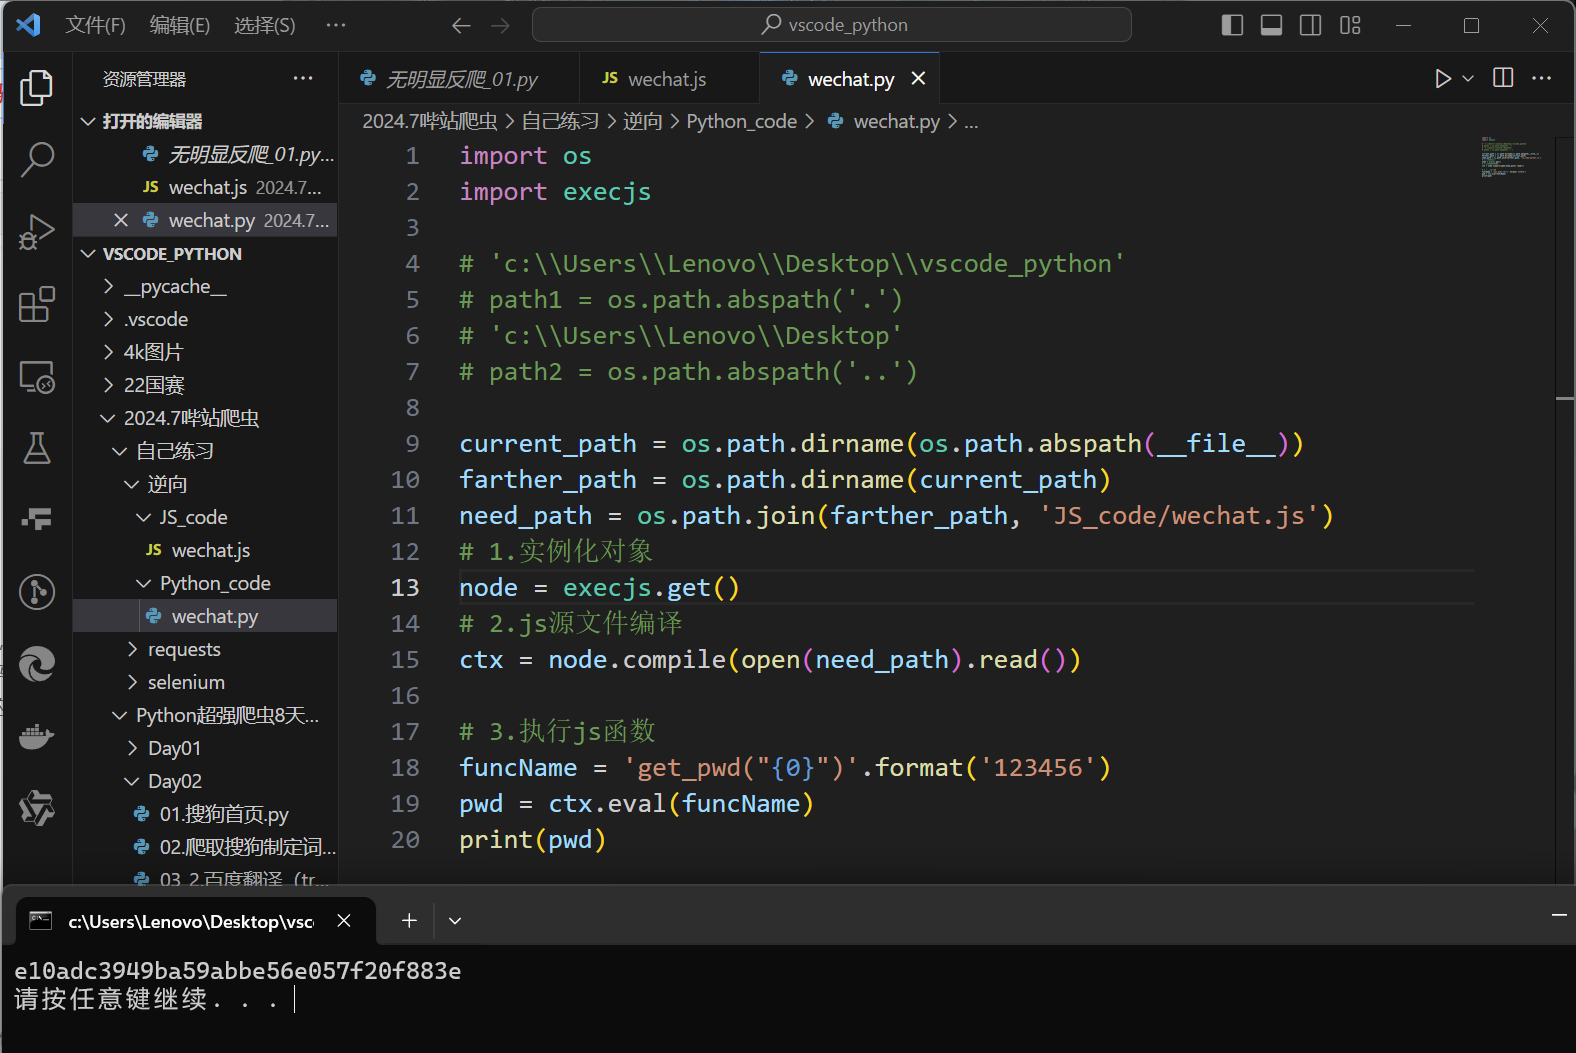 文件(F) 编辑(E) 选择(S) ··· vscode_python
资源管理器 ···
无明显反爬_01.py
JS wechat.js
wechat.py
2024.7哔站爬虫 > 自己练习 > 逆向 > Python_code > wechat.py > ...
打开的编辑器
无明显反爬_01.py...
JS wechat.js 2024.7...
wechat.py 2024.7...
VSCODE_PYTHON
__pycache__
.vscode
4k图片
22国赛
2024.7哔站爬虫
自己练习
逆向
JS_code
JS wechat.js
Python_code
wechat.py
requests
selenium
Python超强爬虫8天...
Day01
Day02
01.搜狗首页.py
02.爬取搜狗制定词...
03_2.百度翻译（tr...
1 import os
2 import execjs
3
4 # 'c:\\Users\\Lenovo\\Desktop\\vscode_python'
5 # path1 = os.path.abspath('.')
6 # 'c:\\Users\\Lenovo\\Desktop'
7 # path2 = os.path.abspath('..')
8
9 current_path = os.path.dirname(os.path.abspath(__file__))
10 farther_path = os.path.dirname(current_path)
11 need_path = os.path.join(farther_path, 'JS_code/wechat.js')
12 # 1.实例化对象
13 node = execjs.get()
14 # 2.js源文件编译
15 ctx = node.compile(open(need_path).read())
16
17 # 3.执行js函数
18 funcName = 'get_pwd("{0}")'.format('123456')
19 pwd = ctx.eval(funcName)
20 print(pwd)
c:\Users\Lenovo\Desktop\vsc
e10adc3949ba59abbe56e057f20f883e
请按任意键继续. . .